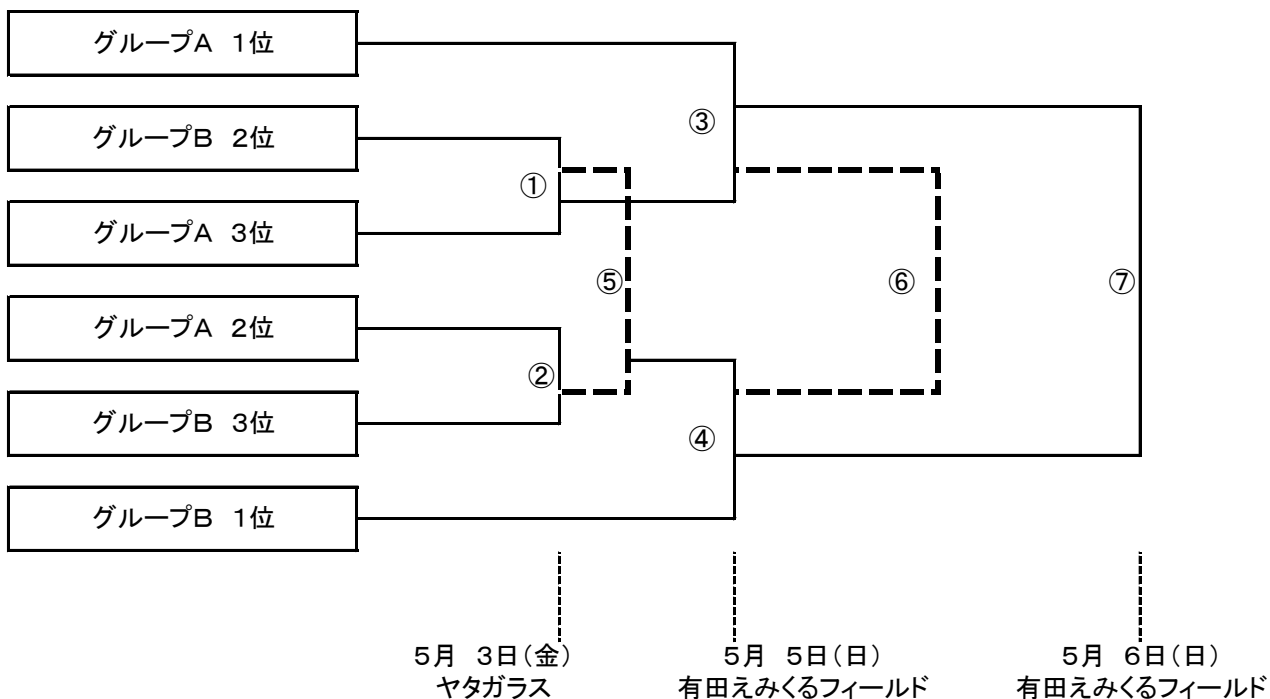 グループA 1位
③
グループB 2位
①
グループA 3位
⑤
⑥
⑦
グループA 2位
②
グループB 3位
④
グループB 1位
5月 3日(金)
ヤタガラス
5月 5日(日)
有田えみくるフィールド
5月 6日(日)
有田えみくるフィールド